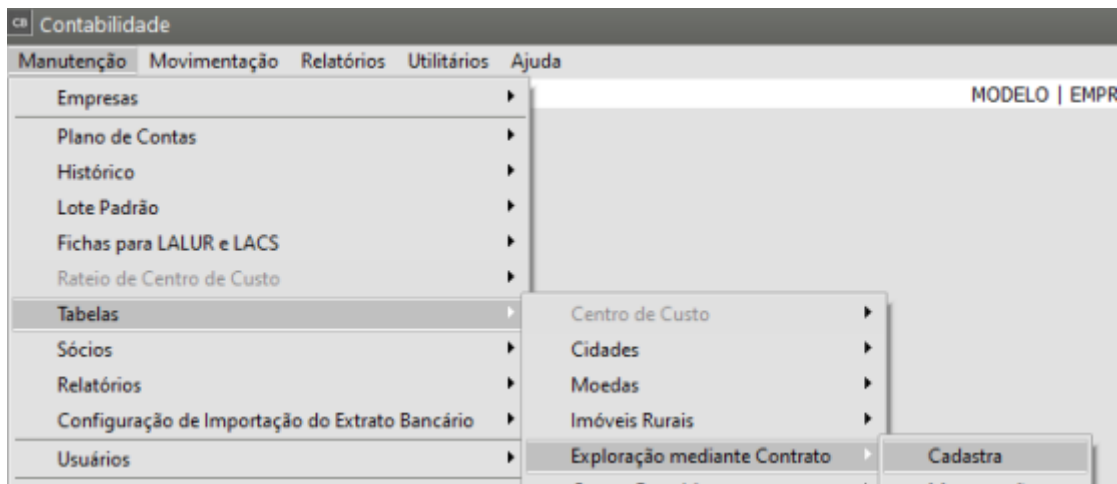 CB Contabilidade
Manutenção Movimentação Relatórios Utilitários Ajuda
MODELO | EMPR
Empresas
Plano de Contas
Histórico
Lote Padrão
Fichas para LALUR e LACS
Rateio de Centro de Custo
Tabelas
Sócios
Relatórios
Configuração de Importação do Extrato Bancário
Usuários
Centro de Custo
Cidades
Moedas
Imóveis Rurais
Exploração mediante Contrato
Cadastra